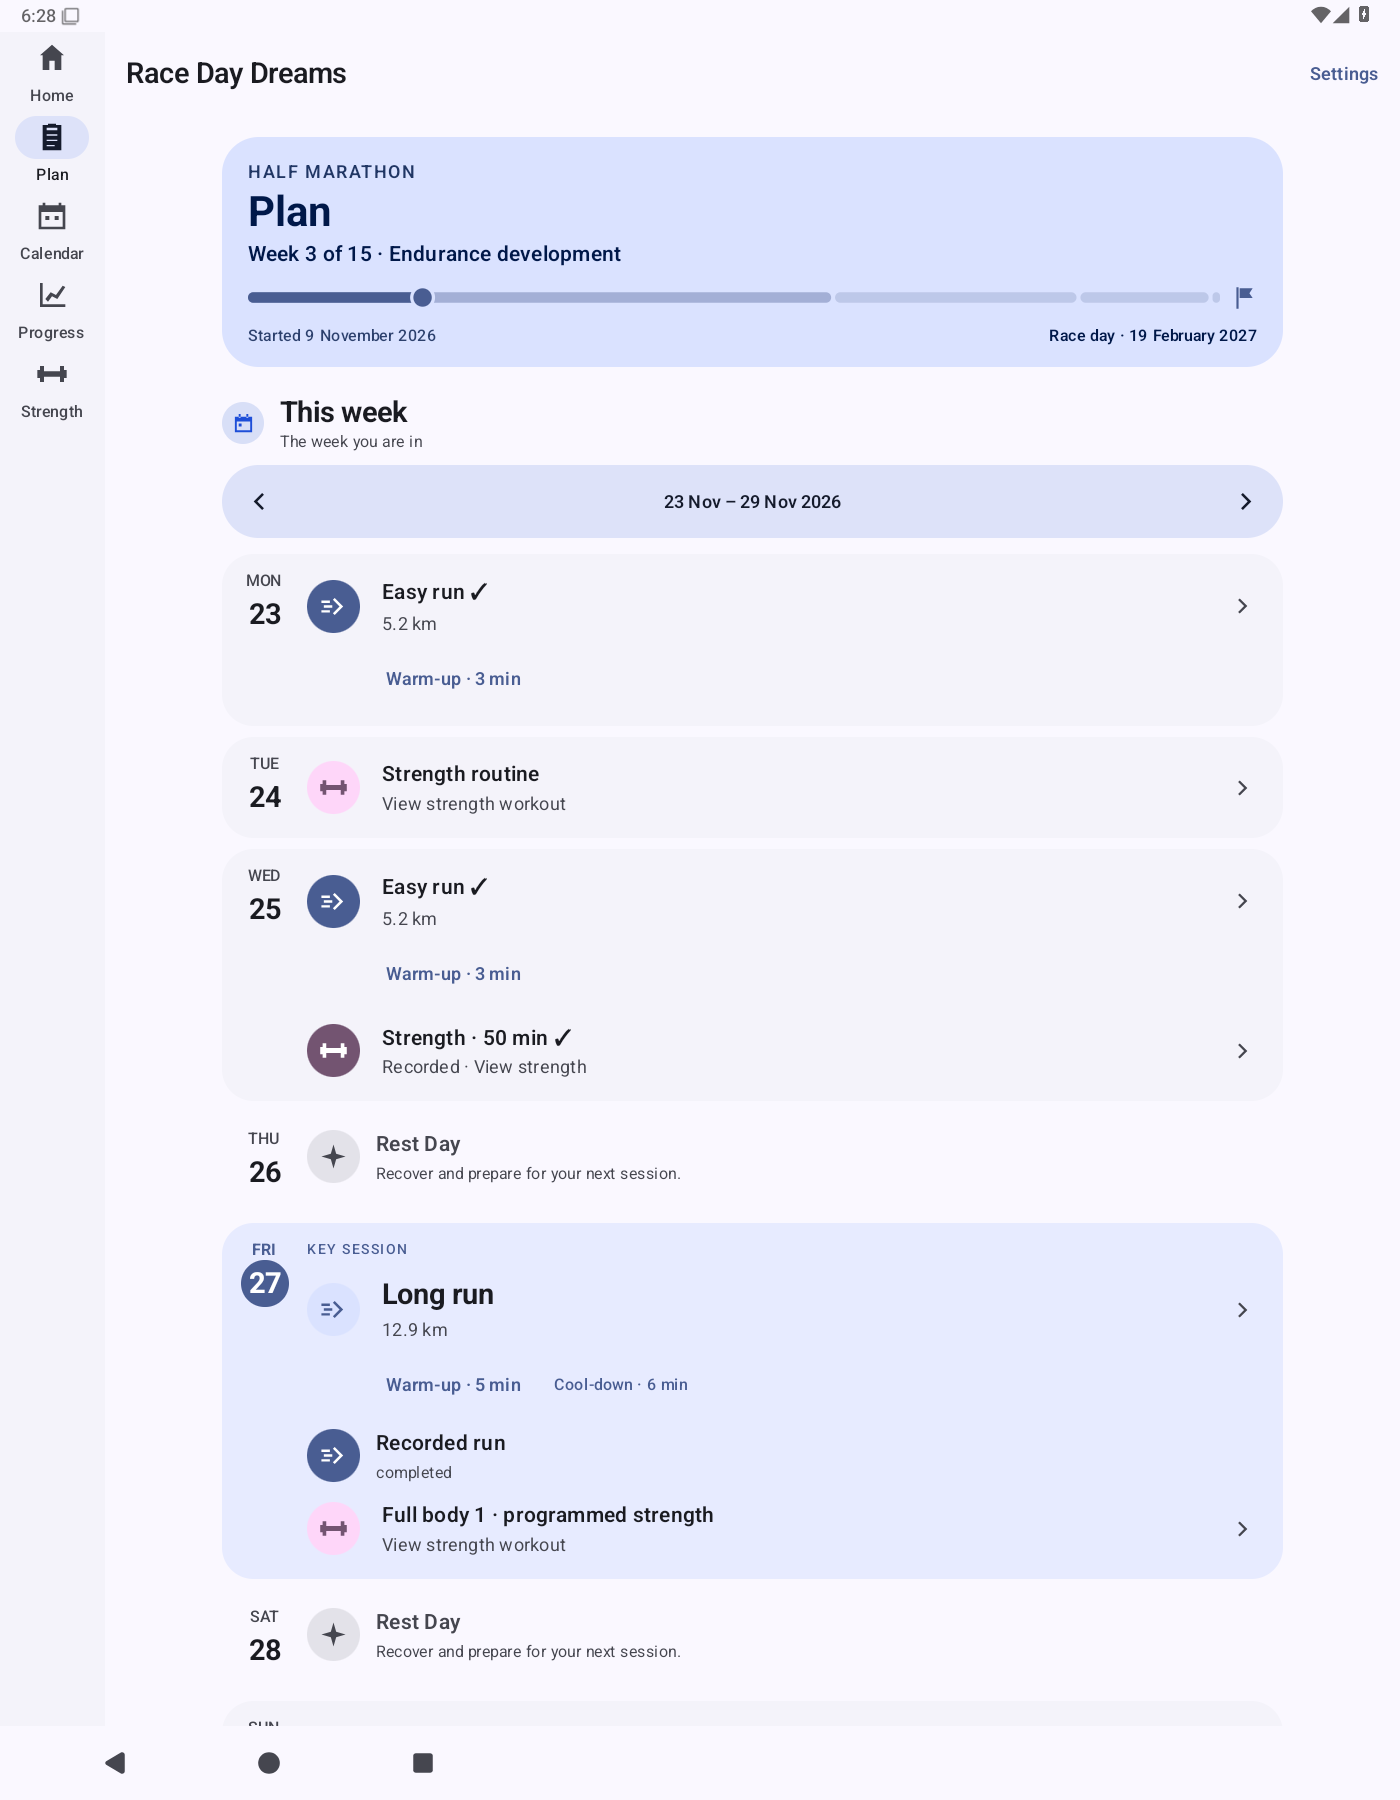 6:28
Race Day Dreams
Settings
Home
Plan
Calendar
Progress
Strength
HALF MARATHON
Plan
Week 3 of 15 · Endurance development
Started 9 November 2026
Race day · 19 February 2027
This week
The week you are in
23 Nov – 29 Nov 2026
MON
23
Easy run ✓
5.2 km
Warm-up · 3 min
TUE
24
Strength routine
View strength workout
WED
25
Easy run ✓
5.2 km
Warm-up · 3 min
Strength · 50 min ✓
Recorded · View strength
THU
26
Rest Day
Recover and prepare for your next session.
FRI
27
KEY SESSION
Long run
12.9 km
Warm-up · 5 min
Cool-down · 6 min
Recorded run
completed
Full body 1 · programmed strength
View strength workout
SAT
28
Rest Day
Recover and prepare for your next session.
SUN